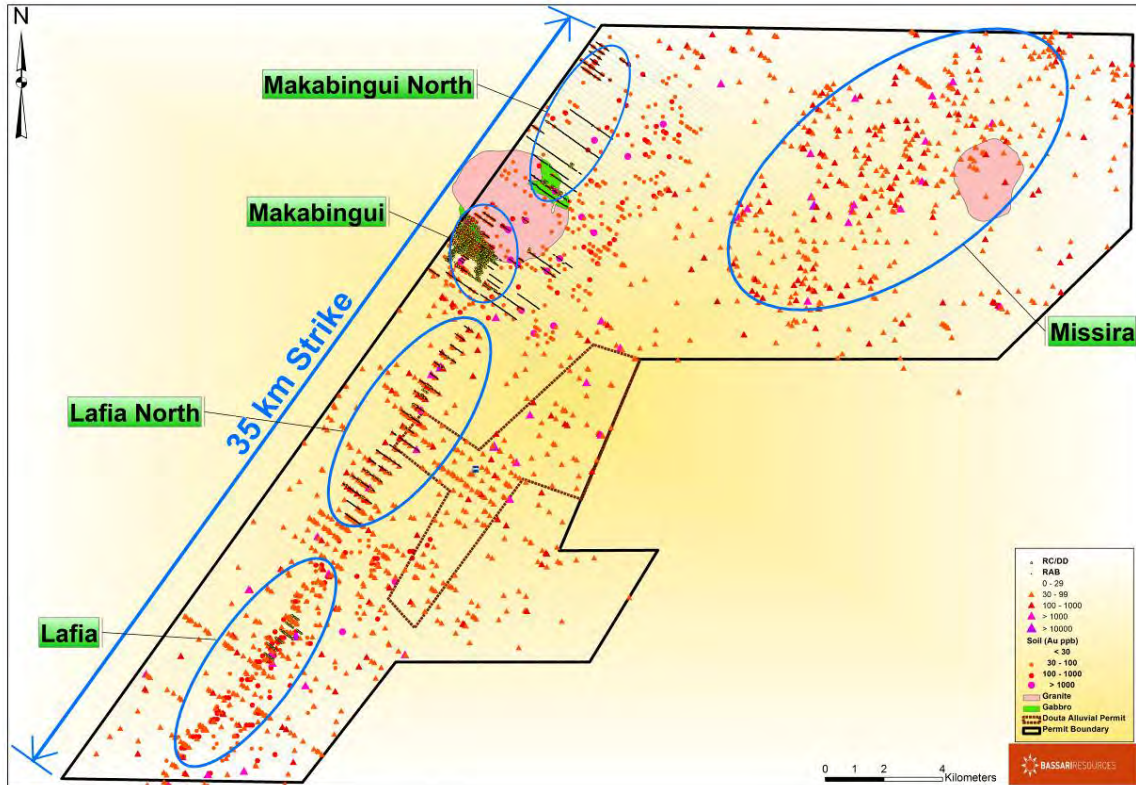 N
Makabingui North
Makabingui
35 km Strike
Missira
Lafia North
Lafia
RC/DD
RAB
0 - 29
30 - 99
100 - 1000
> 1000
> 10000
Soil (Au ppb)
< 30
30 - 100
100 - 1000
> 1000
Granite
Gabbro
Douta Alluvial Permit
Permit Boundary
0 1 2 4
Kilometers
BASSARIRESOURCES